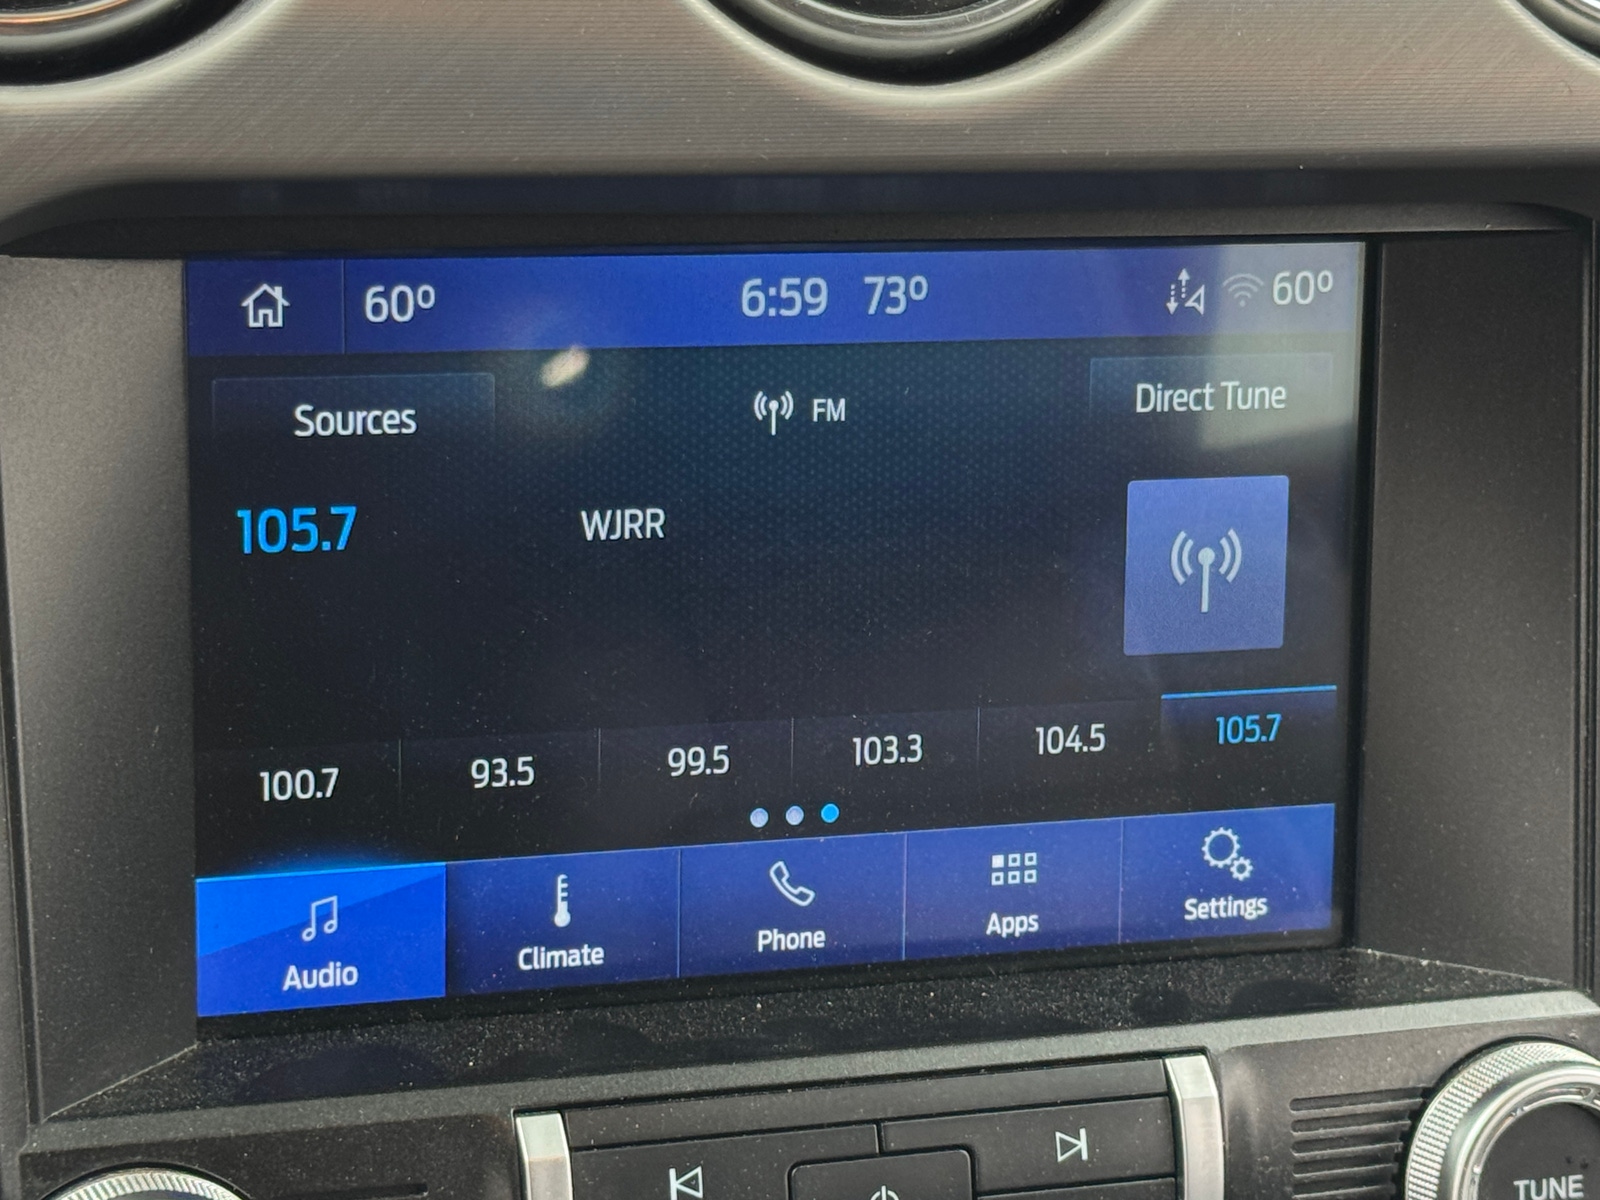 60° 6:59 73° 60°
Sources FM Direct Tune
105.7 WJRR
100.7 93.5 99.5 103.3 104.5 105.7
Audio Climate Phone Apps Settings
TUNE